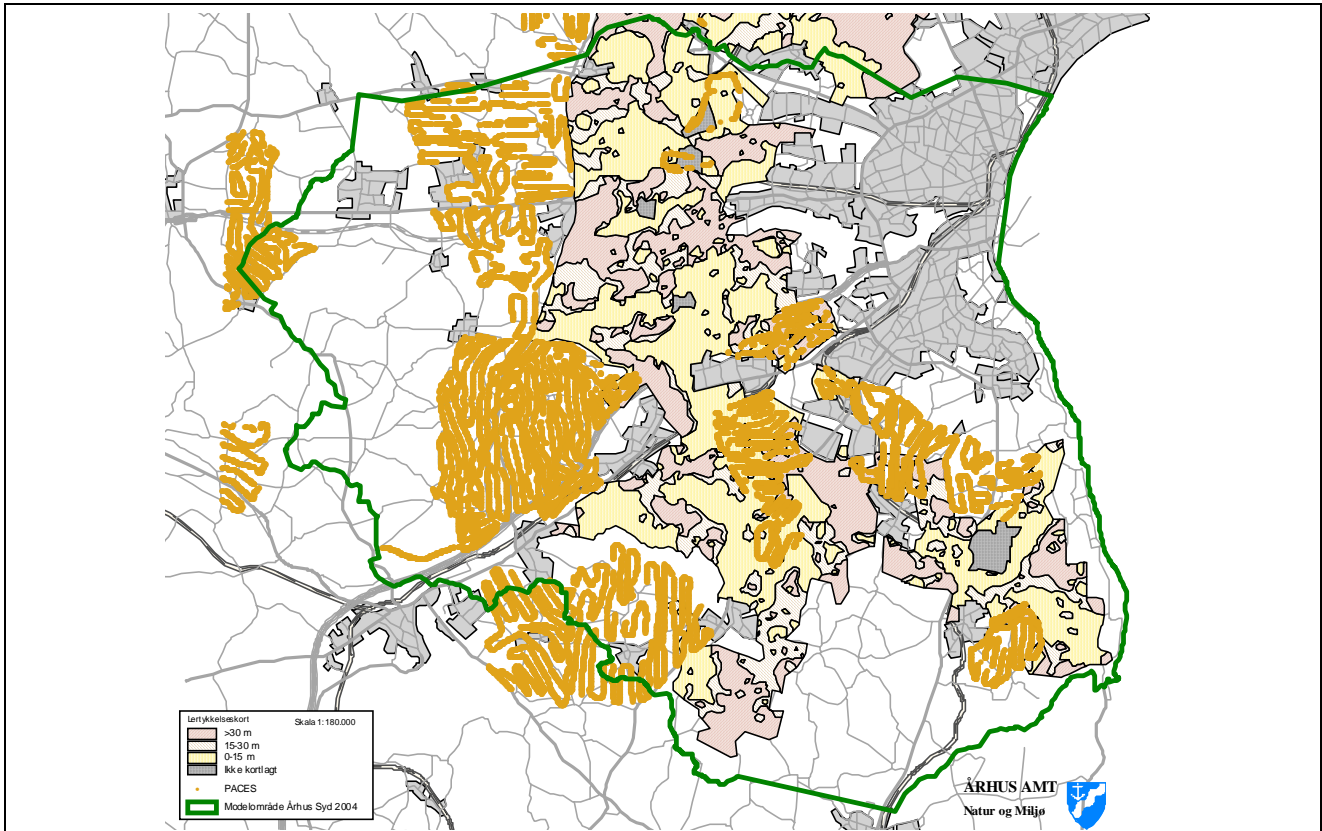 Lertykkelseskort Skala 1:180.000
>30 m
15-30 m
0-15 m
Ikke kortlagt
PACES
Modelområde Århus Syd 2004
ÅRHUS AMT
Natur og Miljø